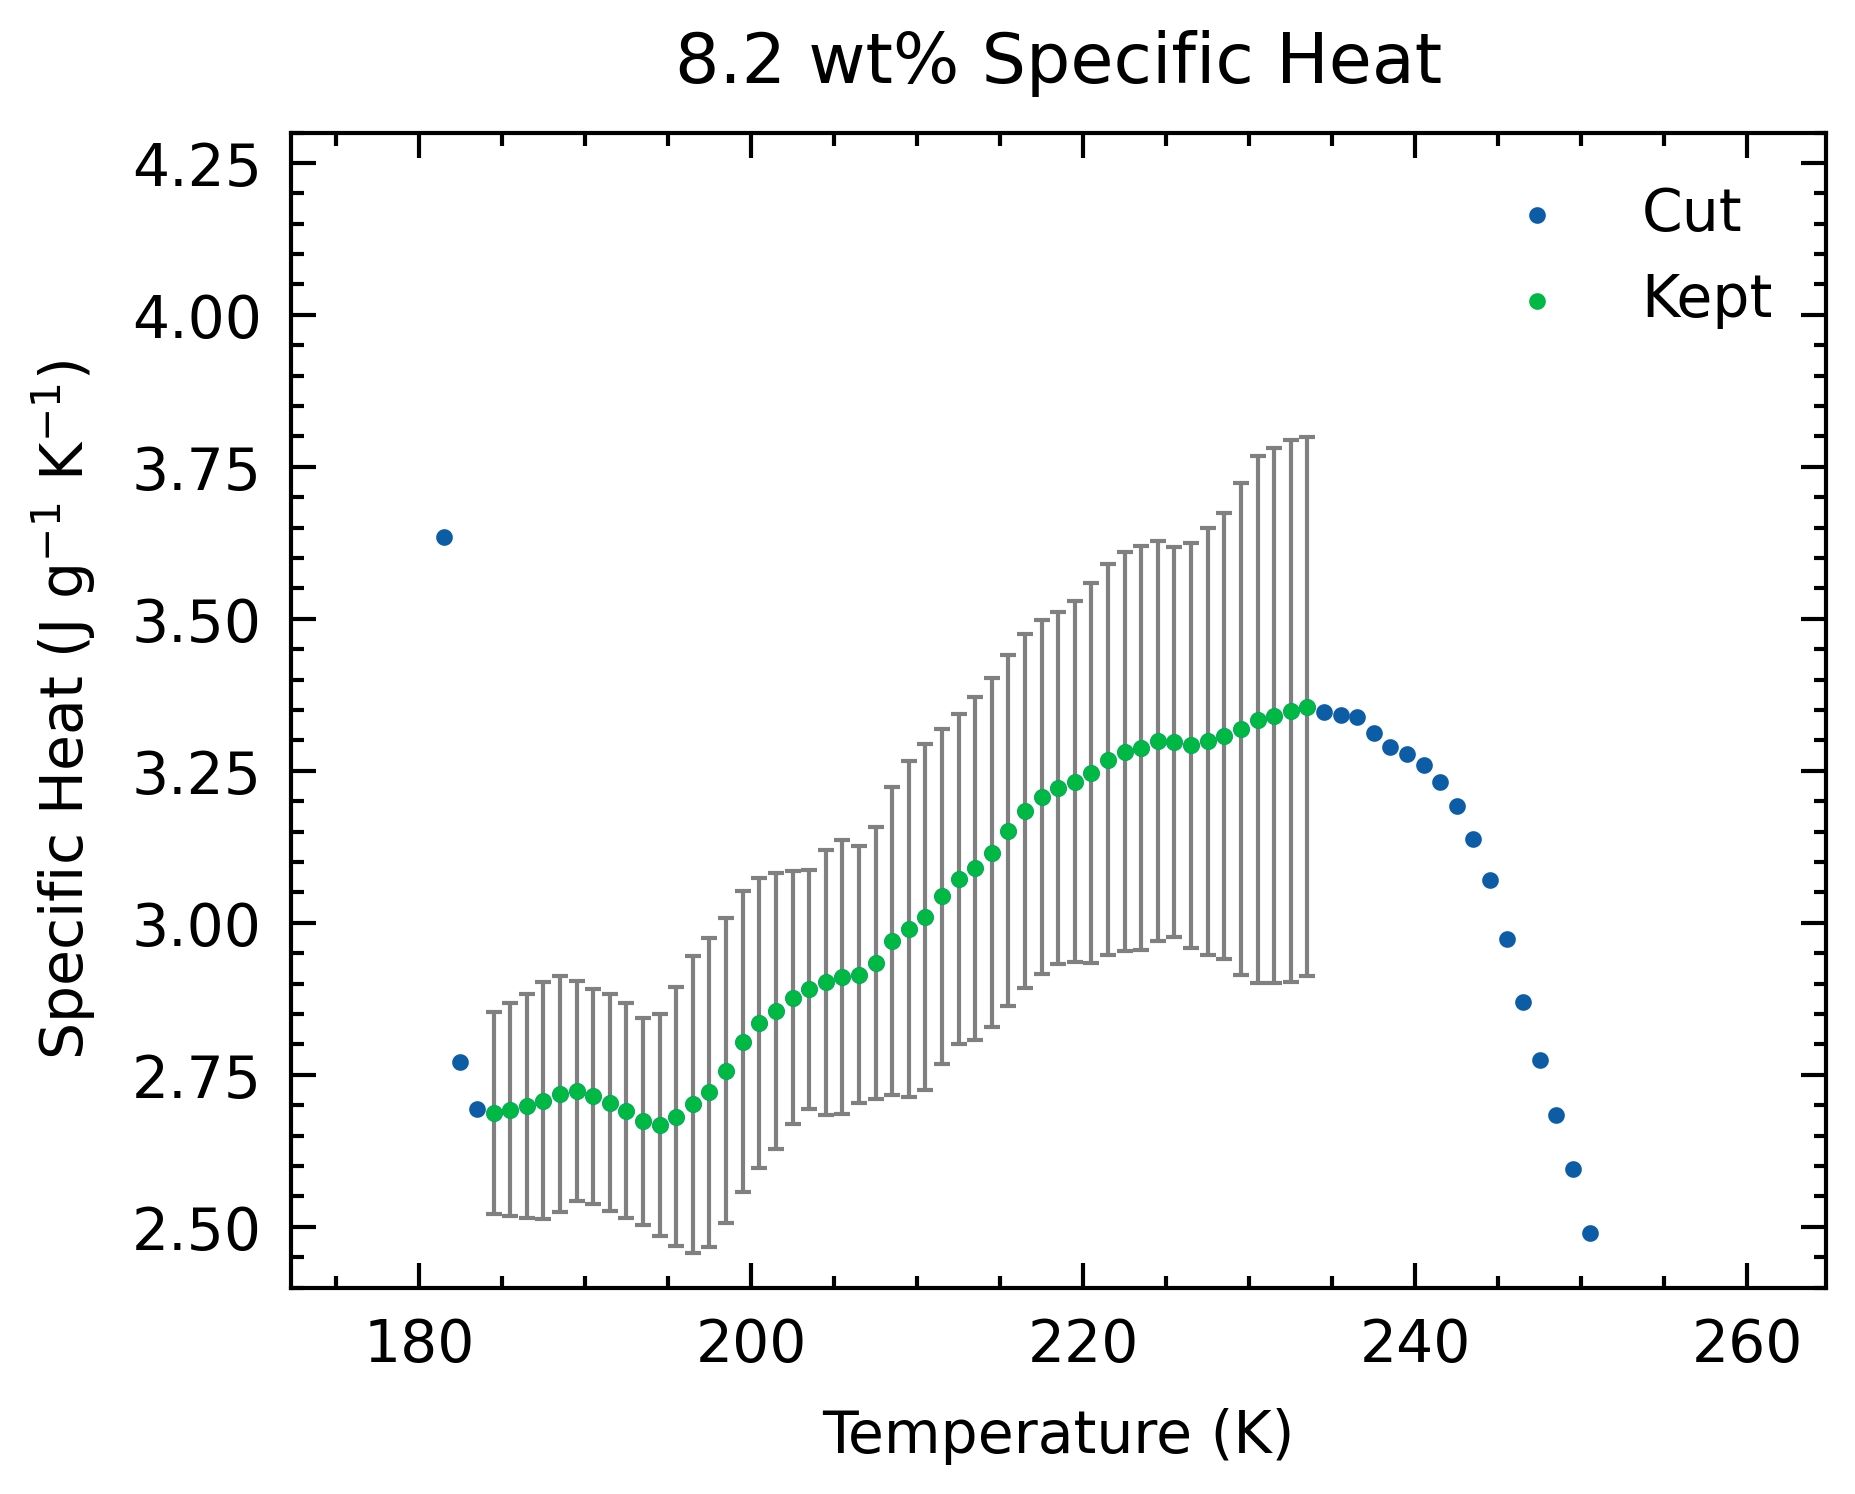 8.2 wt% Specific Heat
Cut
Kept
4.25
4.00
3.75
3.50
3.25
3.00
2.75
2.50
Specific Heat (J g⁻¹ K⁻¹)
180 200 220 240 260
Temperature (K)